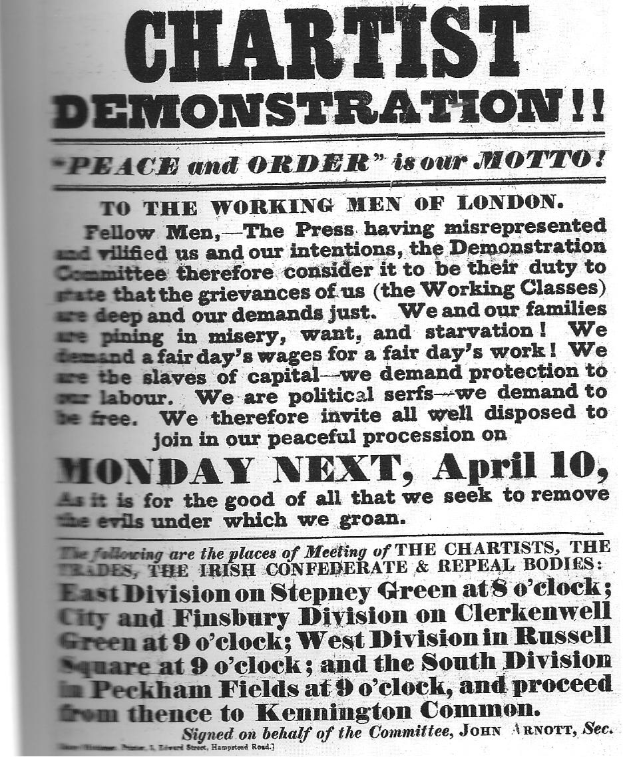 CHARTIST
DEMONSTRATION!!
"PEACE and ORDER" is our MOTTO!
TO THE WORKING MEN OF LONDON.
Fellow Men,—The Press having misrepresented
and vilified us and our intentions, the Demonstration
Committee therefore consider it to be their duty to
state that the grievances of us (the Working Classes)
are deep and our demands just. We and our families
are pining in misery, want, and starvation! We
demand a fair day's wages for a fair day's work! We
are the slaves of capital—we demand protection to
our labour. We are political serfs—we demand to
be free. We therefore invite all well disposed to
join in our peaceful procession on
MONDAY NEXT, April 10,
As it is for the good of all that we seek to remove
the evils under which we groan.
The following are the places of Meeting of THE CHARTISTS, THE
TRADES, THE IRISH CONFEDERATE & REPEAL BODIES:
East Division on Stepney Green at 8 o'clock;
City and Finsbury Division on Clerkenwell
Green at 9 o'clock; West Division in Russell
Square at 9 o'clock; and the South Division
in Peckham Fields at 9 o'clock, and proceed
from thence to Kennington Common.
Signed on behalf of the Committee, JOHN ARNOTT, Sec.
Printer, 3, Edward Street, Hampstead Road.]